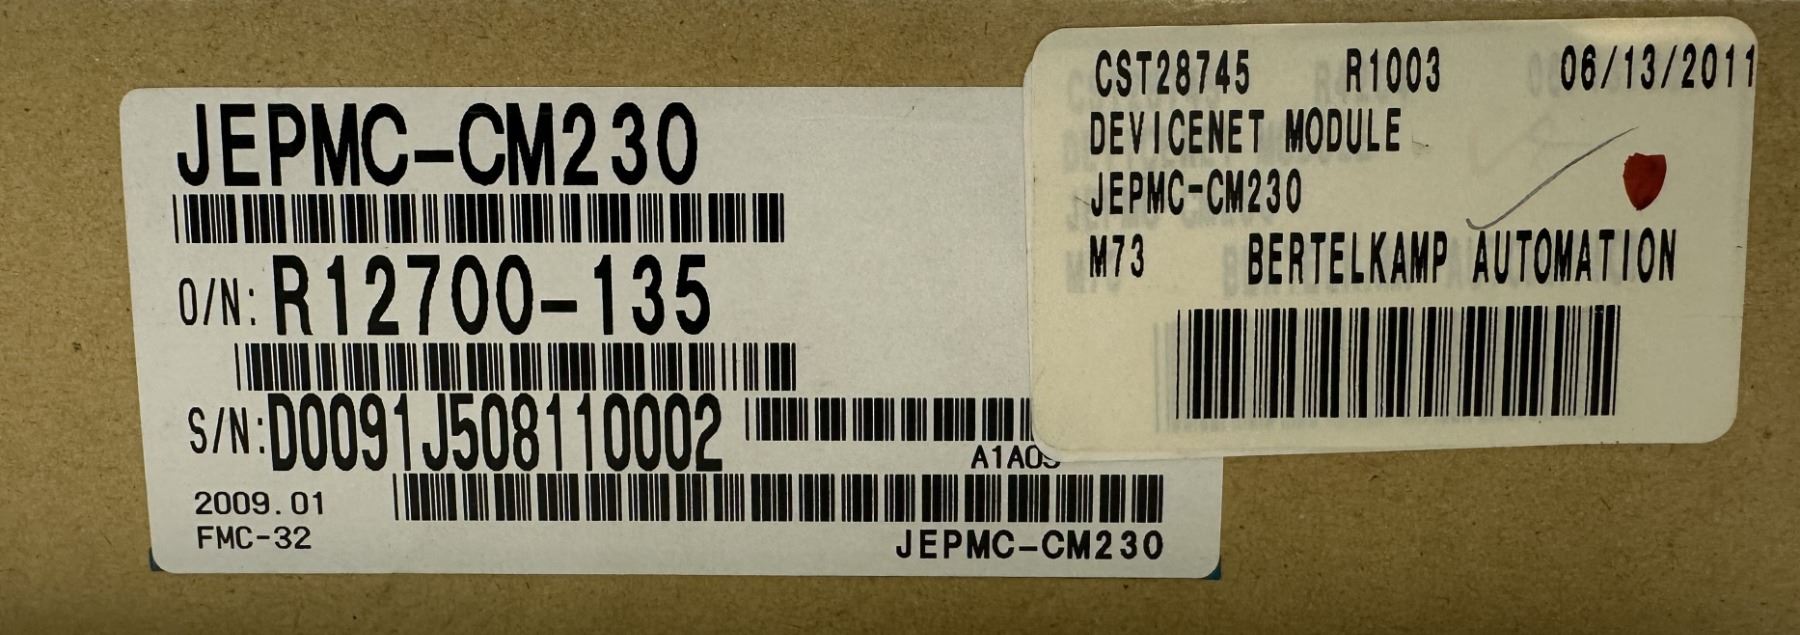 JEPMC-CM230
O/N: R12700-135
S/N: D0091J508110002
2009.01
FMC-32
JEPMC-CM230
CST28745 R1003 06/13/2011
DEVICENET MODULE
JEPMC-CM230
M73 BERTELKAMP AUTOMATION